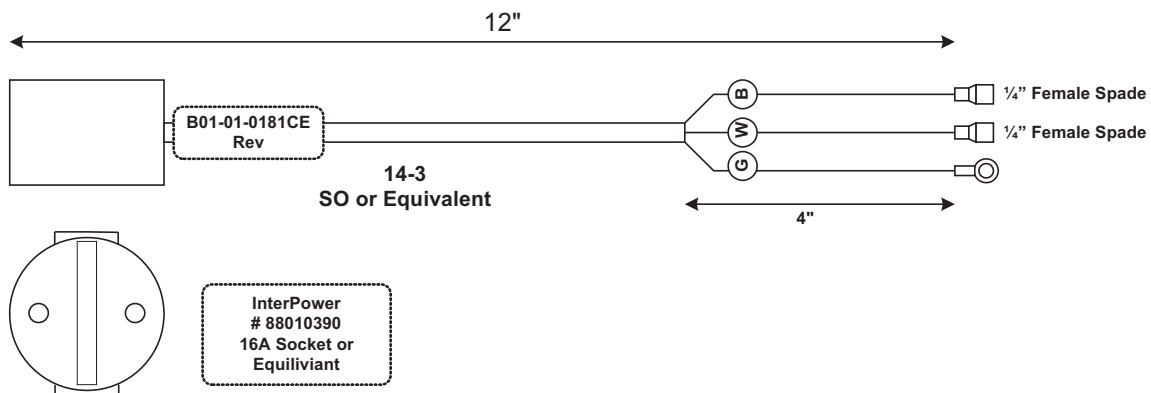 12"
B01-01-0181CE
Rev
B
¼” Female Spade
W
¼” Female Spade
G
14-3
SO or Equivalent
4"
InterPower
# 88010390
16A Socket or
Equiliviant